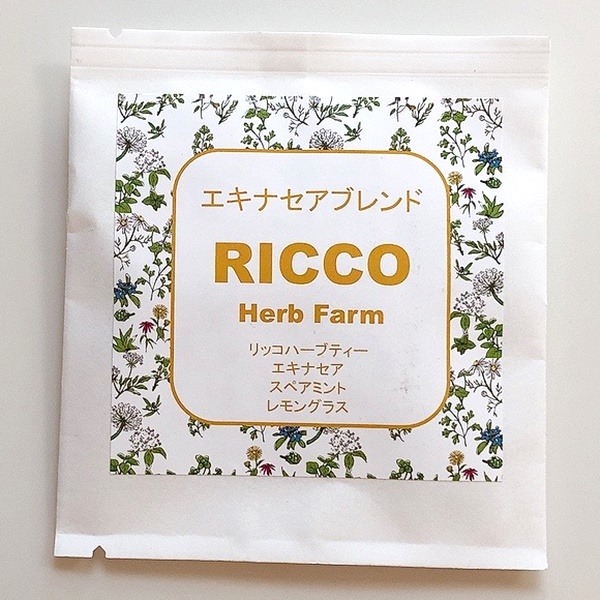 エキナセアブレンド
RICCO
Herb Farm
リッコハーブティー
エキナセア
スペアミント
レモングラス